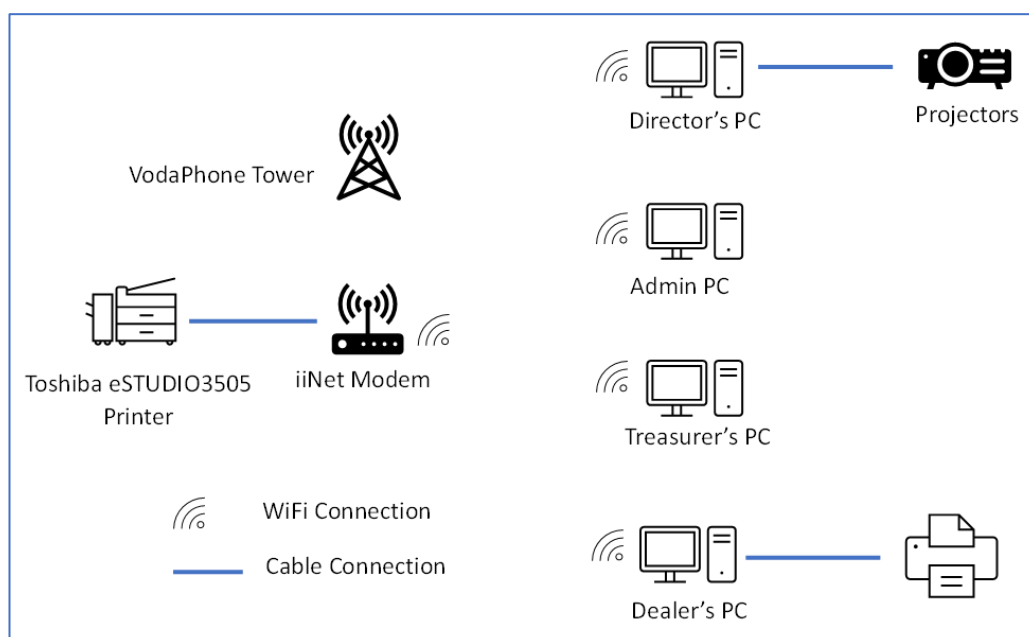 Director's PC
Projectors
VodaPhone Tower
Admin PC
Toshiba eSTUDIO3505
Printer
iiNet Modem
Treasurer's PC
WiFi Connection
Cable Connection
Dealer's PC